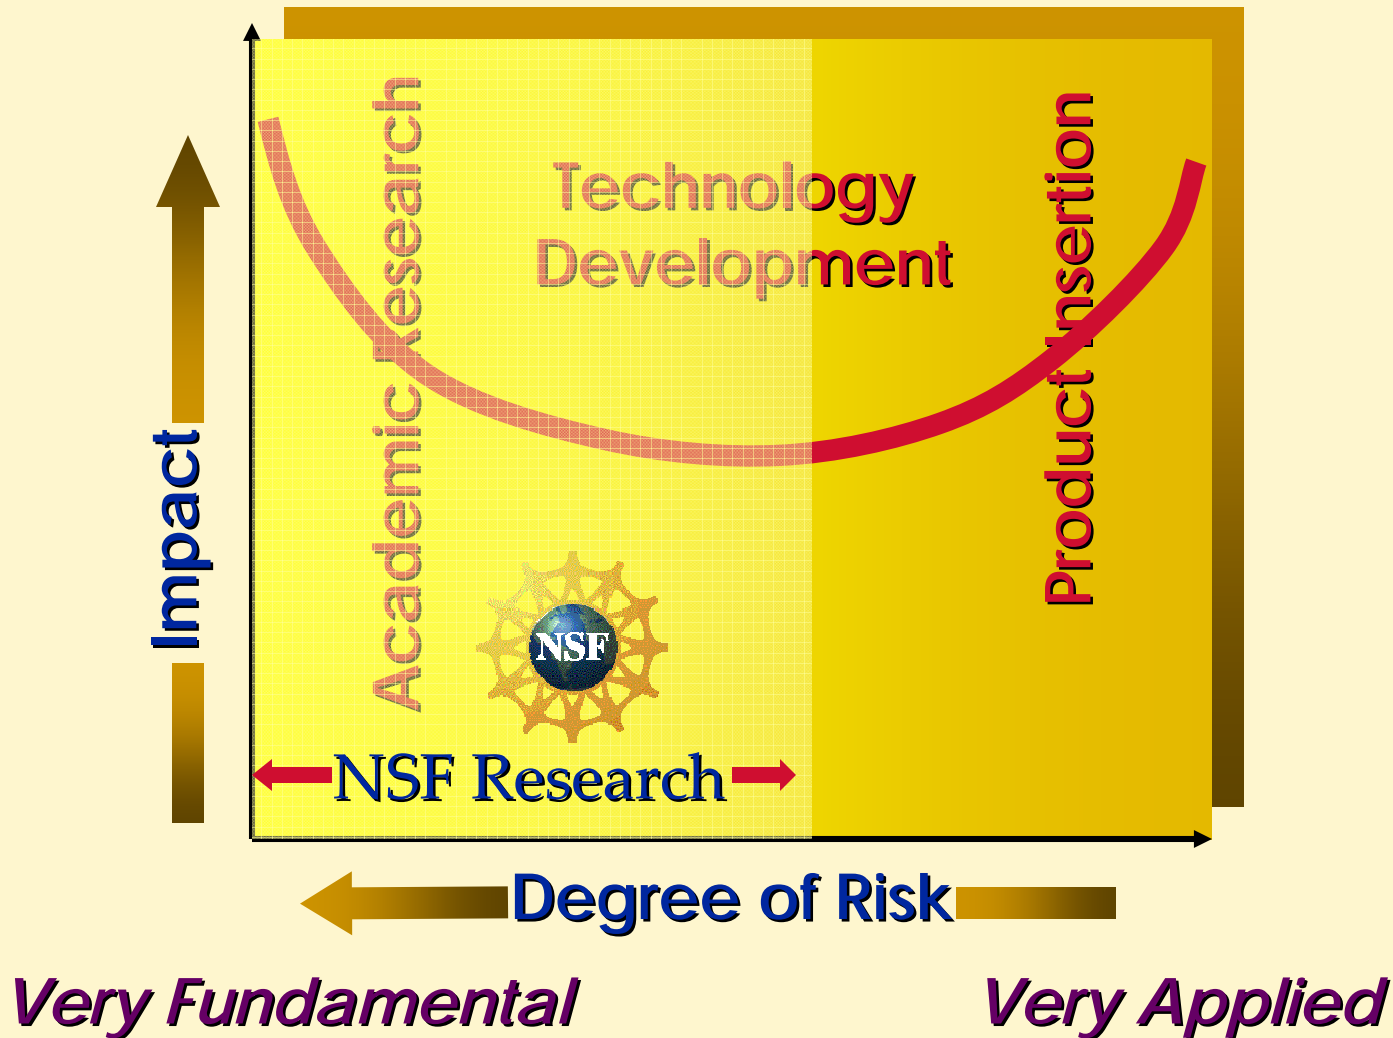 Academic Research
Technology
Development
Product Insertion
Impact
NSF
NSF Research
Degree of Risk
Very Fundamental
Very Applied